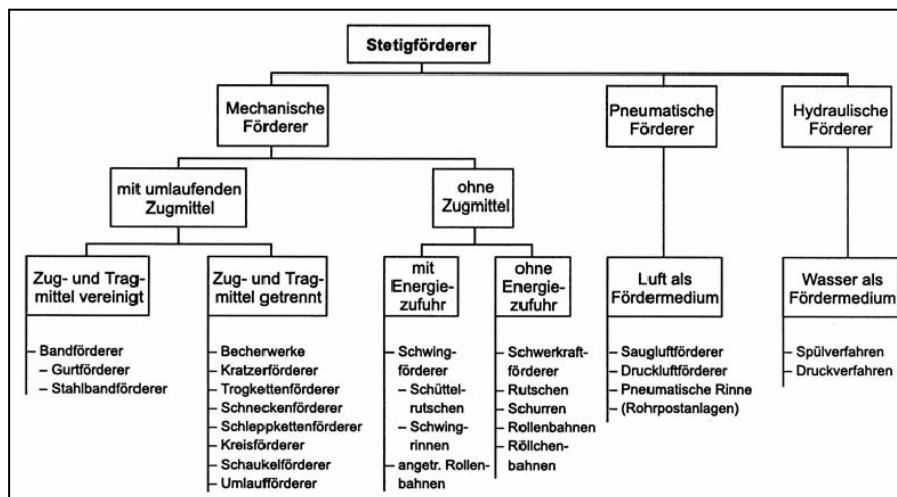 Stetigförderer
Mechanische
Förderer
Pneumatische
Förderer
Hydraulische
Förderer
mit umlaufenden
Zugmittel
ohne
Zugmittel
Zug- und Trag-
mittel vereinigt
Zug- und Trag-
mittel getrennt
mit
Energie-
zufuhr
ohne
Energie-
zufuhr
Luft als
Fördermedium
Wasser als
Fördermedium
– Bandförderer
– Gurtförderer
– Stahlbandförderer
– Becherwerke
– Kratzerförderer
– Trogkettenförderer
– Schneckenförderer
– Schleppkettenförderer
– Kreisförderer
– Schaukelförderer
– Umlaufförderer
– Schwing-
förderer
– Schüttel-
rutschen
– Schwing-
rinnen
– angetr. Rollen-
bahnen
– Schwerkraft-
förderer
– Rutschen
– Schurren
– Rollenbahnen
– Röllchen-
bahnen
– Saugluftförderer
– Druckluftförderer
– Pneumatische Rinne
– (Rohrpostanlagen)
– Spülverfahren
– Druckverfahren